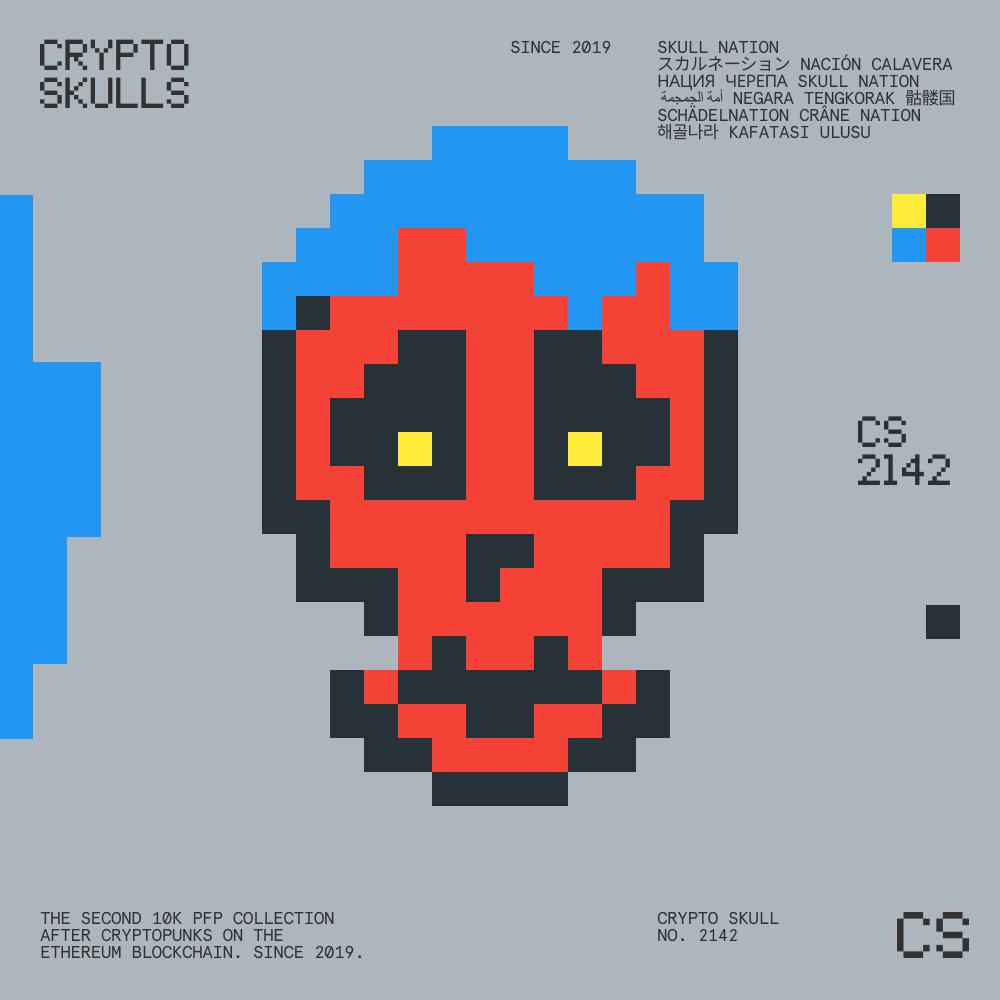 CRYPTO
SKULLS
SINCE 2019
SKULL NATION
スカルネーション NACIÓN CALAVERA
НАЦИЯ ЧЕРЕПА SKULL NATION
أمة الجمجمة NEGARA TENGKORAK 骷髅国
SCHÄDELNATION CRÂNE NATION
해골나라 KAFATASI ULUSU
CS
2142
THE SECOND 10K PFP COLLECTION
AFTER CRYPTOPUNKS ON THE
ETHEREUM BLOCKCHAIN. SINCE 2019.
CRYPTO SKULL
NO. 2142
CS